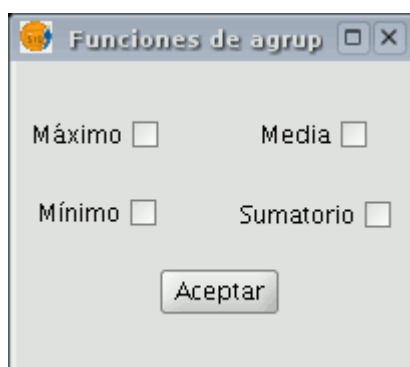 Funciones de agrup
Máximo Media
Mínimo Sumatorio
Aceptar